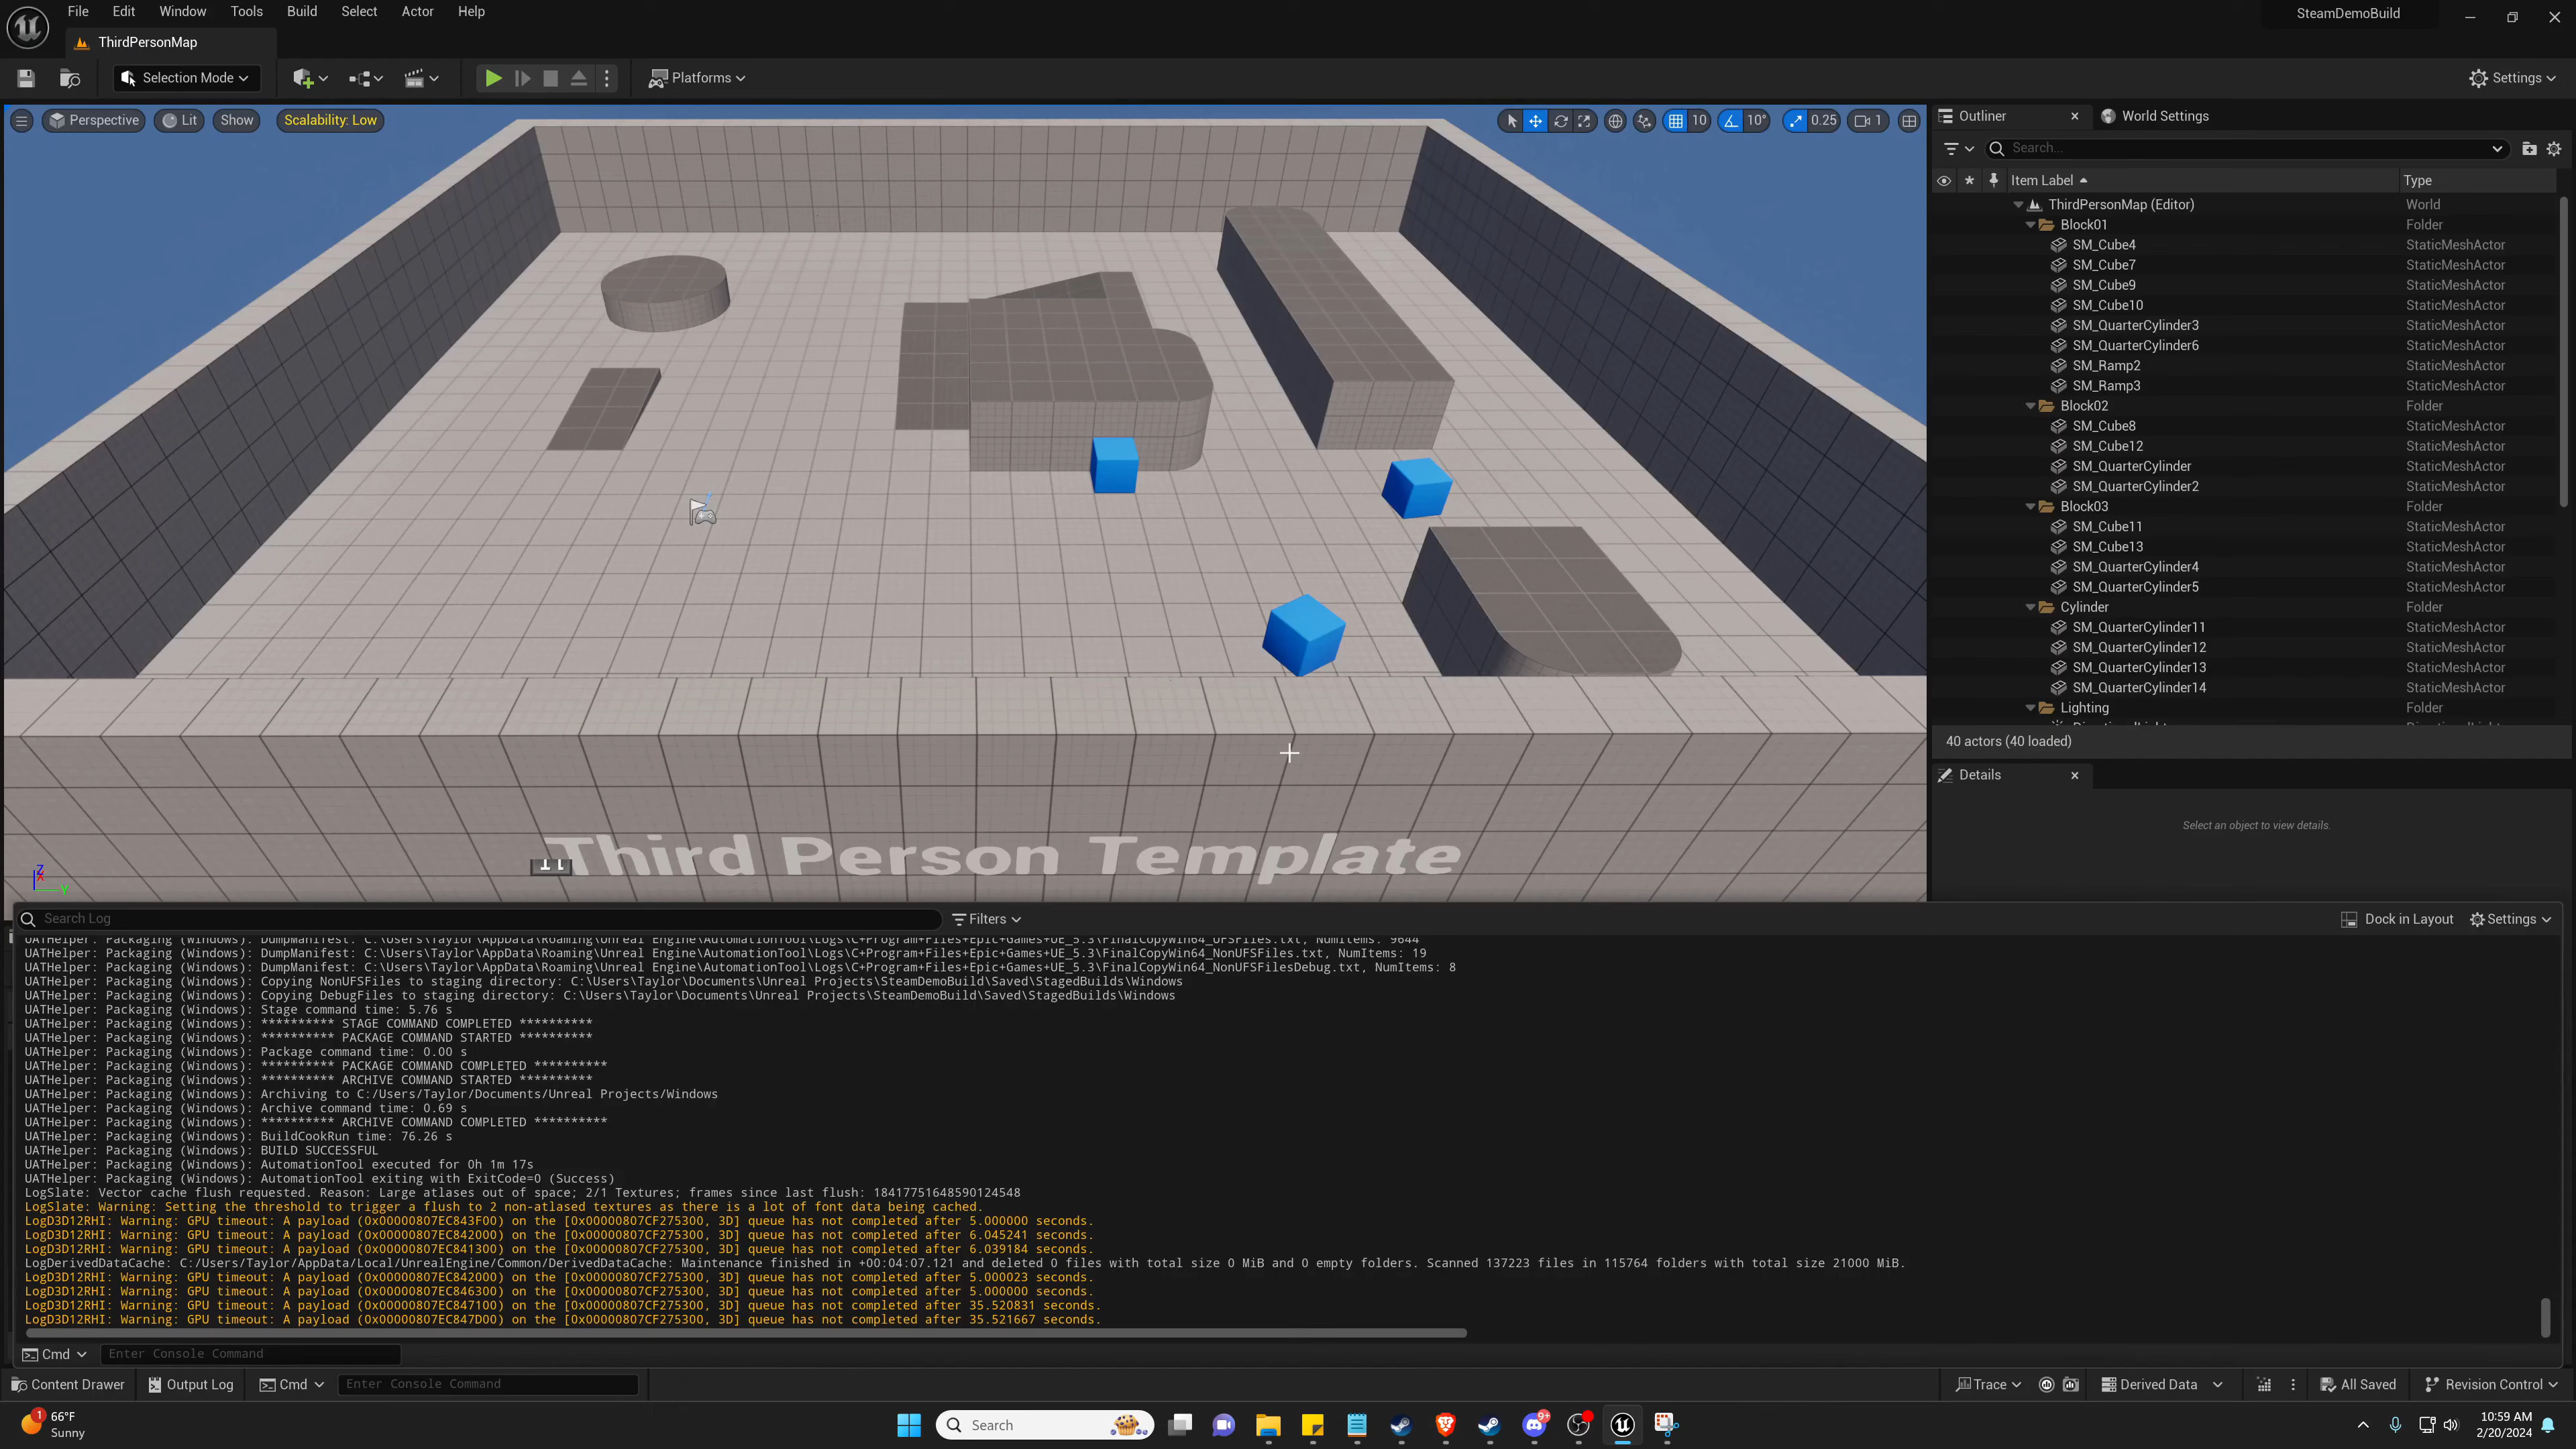 File Edit Window Tools Build Select Actor Help
SteamDemoBuild
ThirdPersonMap
Selection Mode
Platforms
Settings
Perspective Lit Show Scalability: Low
10 10° 0.25 1
Outliner World Settings
Search...
Item Label Type
ThirdPersonMap (Editor) World
Block01 Folder
SM_Cube4 StaticMeshActor
SM_Cube7 StaticMeshActor
SM_Cube9 StaticMeshActor
SM_Cube10 StaticMeshActor
SM_QuarterCylinder3 StaticMeshActor
SM_QuarterCylinder6 StaticMeshActor
SM_Ramp2 StaticMeshActor
SM_Ramp3 StaticMeshActor
Block02 Folder
SM_Cube8 StaticMeshActor
SM_Cube12 StaticMeshActor
SM_QuarterCylinder StaticMeshActor
SM_QuarterCylinder2 StaticMeshActor
Block03 Folder
SM_Cube11 StaticMeshActor
SM_Cube13 StaticMeshActor
SM_QuarterCylinder4 StaticMeshActor
SM_QuarterCylinder5 StaticMeshActor
Cylinder Folder
SM_QuarterCylinder11 StaticMeshActor
SM_QuarterCylinder12 StaticMeshActor
SM_QuarterCylinder13 StaticMeshActor
SM_QuarterCylinder14 StaticMeshActor
Lighting Folder
40 actors (40 loaded)
Details
Select an object to view details.
Third Person Template
Z
X
Y
Search Log
Filters
Dock in Layout Settings
UATHelper: Packaging (Windows): DumpManifest: C:\Users\Taylor\AppData\Roaming\Unreal Engine\AutomationTool\Logs\C+Program+Files+Epic+Games+UE_5.3\FinalCopyWin64_UFSFiles.txt, NumItems: 9644
UATHelper: Packaging (Windows): DumpManifest: C:\Users\Taylor\AppData\Roaming\Unreal Engine\AutomationTool\Logs\C+Program+Files+Epic+Games+UE_5.3\FinalCopyWin64_NonUFSFiles.txt, NumItems: 19
UATHelper: Packaging (Windows): DumpManifest: C:\Users\Taylor\AppData\Roaming\Unreal Engine\AutomationTool\Logs\C+Program+Files+Epic+Games+UE_5.3\FinalCopyWin64_NonUFSFilesDebug.txt, NumItems: 8
UATHelper: Packaging (Windows): Copying NonUFSFiles to staging directory: C:\Users\Taylor\Documents\Unreal Projects\SteamDemoBuild\Saved\StagedBuilds\Windows
UATHelper: Packaging (Windows): Copying DebugFiles to staging directory: C:\Users\Taylor\Documents\Unreal Projects\SteamDemoBuild\Saved\StagedBuilds\Windows
UATHelper: Packaging (Windows): Stage command time: 5.76 s
UATHelper: Packaging (Windows): ********** STAGE COMMAND COMPLETED **********
UATHelper: Packaging (Windows): ********** PACKAGE COMMAND STARTED **********
UATHelper: Packaging (Windows): Package command time: 0.00 s
UATHelper: Packaging (Windows): ********** PACKAGE COMMAND COMPLETED **********
UATHelper: Packaging (Windows): ********** ARCHIVE COMMAND STARTED **********
UATHelper: Packaging (Windows): Archiving to C:/Users/Taylor/Documents/Unreal Projects/Windows
UATHelper: Packaging (Windows): Archive command time: 0.69 s
UATHelper: Packaging (Windows): ********** ARCHIVE COMMAND COMPLETED **********
UATHelper: Packaging (Windows): BuildCookRun time: 76.26 s
UATHelper: Packaging (Windows): BUILD SUCCESSFUL
UATHelper: Packaging (Windows): AutomationTool executed for 0h 1m 17s
UATHelper: Packaging (Windows): AutomationTool exiting with ExitCode=0 (Success)
LogSlate: Vector cache flush requested. Reason: Large atlases out of space; 2/1 Textures; frames since last flush: 18417751648590124548
LogSlate: Warning: Setting the threshold to trigger a flush to 2 non-atlased textures as there is a lot of font data being cached.
LogD3D12RHI: Warning: GPU timeout: A payload (0x00000807EC843F00) on the [0x00000807CF275300, 3D] queue has not completed after 5.000000 seconds.
LogD3D12RHI: Warning: GPU timeout: A payload (0x00000807EC842000) on the [0x00000807CF275300, 3D] queue has not completed after 6.045241 seconds.
LogD3D12RHI: Warning: GPU timeout: A payload (0x00000807EC841300) on the [0x00000807CF275300, 3D] queue has not completed after 6.039184 seconds.
LogDerivedDataCache: C:/Users/Taylor/AppData/Local/UnrealEngine/Common/DerivedDataCache: Maintenance finished in +00:04:07.121 and deleted 0 files with total size 0 MiB and 0 empty folders. Scanned 137223 files in 115764 folders with total size 21000 MiB.
LogD3D12RHI: Warning: GPU timeout: A payload (0x00000807EC842000) on the [0x00000807CF275300, 3D] queue has not completed after 5.000023 seconds.
LogD3D12RHI: Warning: GPU timeout: A payload (0x00000807EC846300) on the [0x00000807CF275300, 3D] queue has not completed after 5.000000 seconds.
LogD3D12RHI: Warning: GPU timeout: A payload (0x00000807EC847100) on the [0x00000807CF275300, 3D] queue has not completed after 35.520831 seconds.
LogD3D12RHI: Warning: GPU timeout: A payload (0x00000807EC847D00) on the [0x00000807CF275300, 3D] queue has not completed after 35.521667 seconds.
Cmd Enter Console Command
Content Drawer Output Log Cmd Enter Console Command
Trace Derived Data All Saved Revision Control
1
66°F
Sunny
Search
9+
10:59 AM
2/20/2024